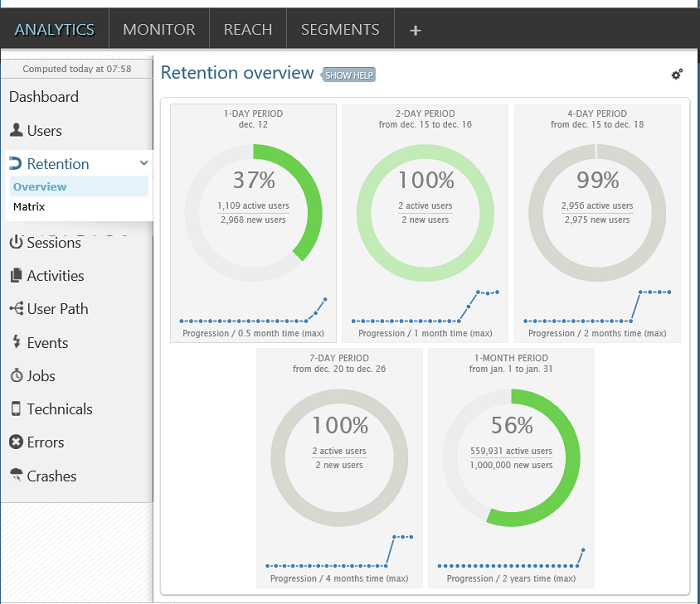 ANALYTICS MONITOR REACH SEGMENTS +
Computed today at 07:58
Dashboard
Users
Retention
Overview
Matrix
Sessions
Activities
User Path
Events
Jobs
Technicals
Errors
Crashes
Retention overview SHOW HELP
1-DAY PERIOD
dec. 12
37%
1,109 active users
2,968 new users
Progression / 0.5 month time (max)
2-DAY PERIOD
from dec. 15 to dec. 16
100%
2 active users
2 new users
Progression / 1 month time (max)
4-DAY PERIOD
from dec. 15 to dec. 18
99%
2,956 active users
2,975 new users
Progression / 2 months time (max)
7-DAY PERIOD
from dec. 20 to dec. 26
100%
2 active users
2 new users
Progression / 4 months time (max)
1-MONTH PERIOD
from jan. 1 to jan. 31
56%
559,931 active users
1,000,000 new users
Progression / 2 years time (max)